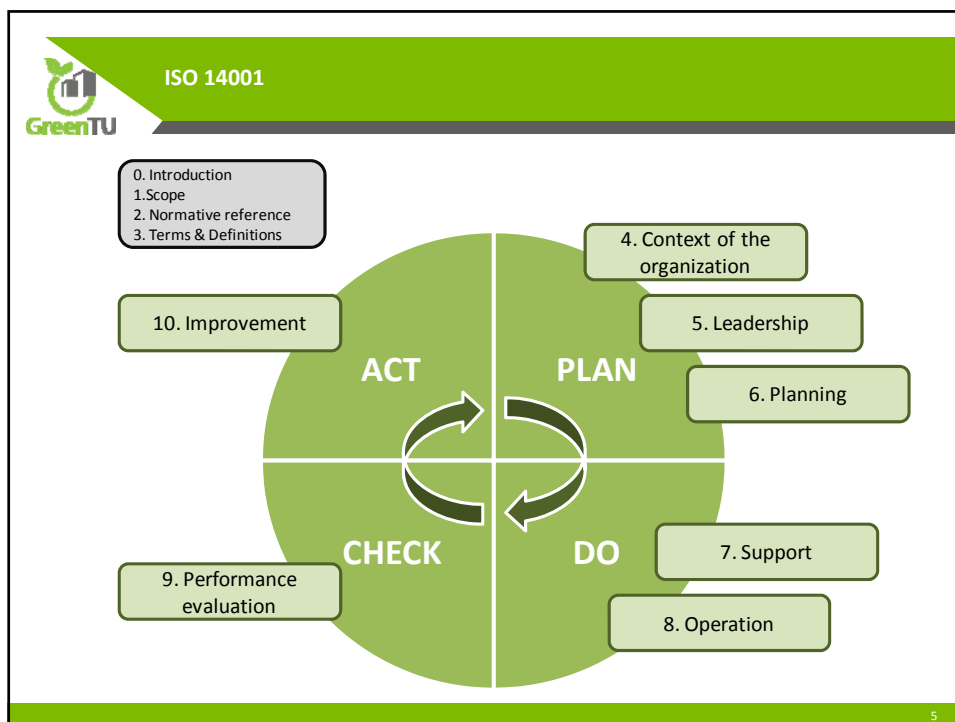 ISO 14001
GreenTU
0. Introduction
1.Scope
2. Normative reference
3. Terms & Definitions
4. Context of the
organization
10. Improvement
5. Leadership
ACT
PLAN
6. Planning
CHECK
DO
7. Support
9. Performance
evaluation
8. Operation
5